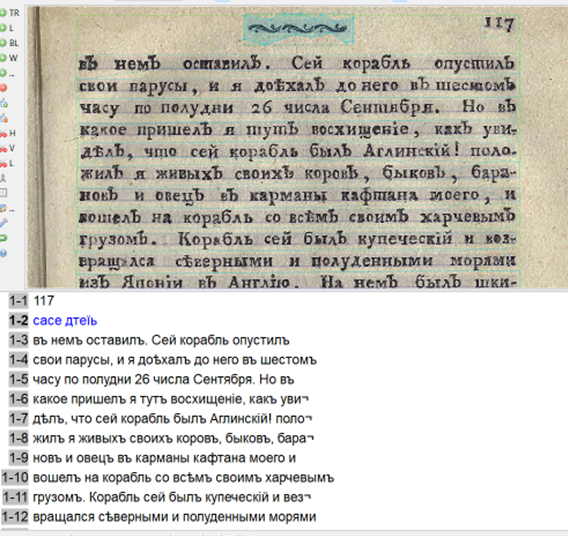 TR
L
BL
W
...
H
V
L
...
117
въ немъ оставилъ. Сей корабль опустилъ
свои парусы, и я доѣхалъ до него въ шестомъ
часу по полудни 26 числа Сентября. Но въ
какое пришелъ я тутъ восхищеніе, какъ уви-
дѣлъ, что сей корабль былъ Аглинскій! поло-
жилъ я живыхъ своихъ коровъ, быковъ, бара-
новъ и овецъ въ карманы кафтана моего, и
вошелъ на корабль со всѣмъ своимъ харчевымъ
грузомъ. Корабль сей былъ купеческій и воз-
вращался сѣверными и полуденными морями
изъ Японіи въ Англію. На немъ былъ шки-
1-1 117
1-2 сасе дтеїь
1-3 въ немъ оставилъ. Сей корабль опустилъ
1-4 свои парусы, и я доѣхалъ до него въ шестомъ
1-5 часу по полудни 26 числа Сентября. Но въ
1-6 какое пришелъ я тутъ восхищеніе, какъ уви¬
1-7 дѣлъ, что сей корабль былъ Аглинскій! поло¬
1-8 жилъ я живыхъ своихъ коровъ, быковъ, бара¬
1-9 новъ и овецъ въ карманы кафтана моего и
1-10 вошелъ на корабль со всѣмъ своимъ харчевымъ
1-11 грузомъ. Корабль сей былъ купеческій и вез¬
1-12 вращался сѣверными и полуденными морями